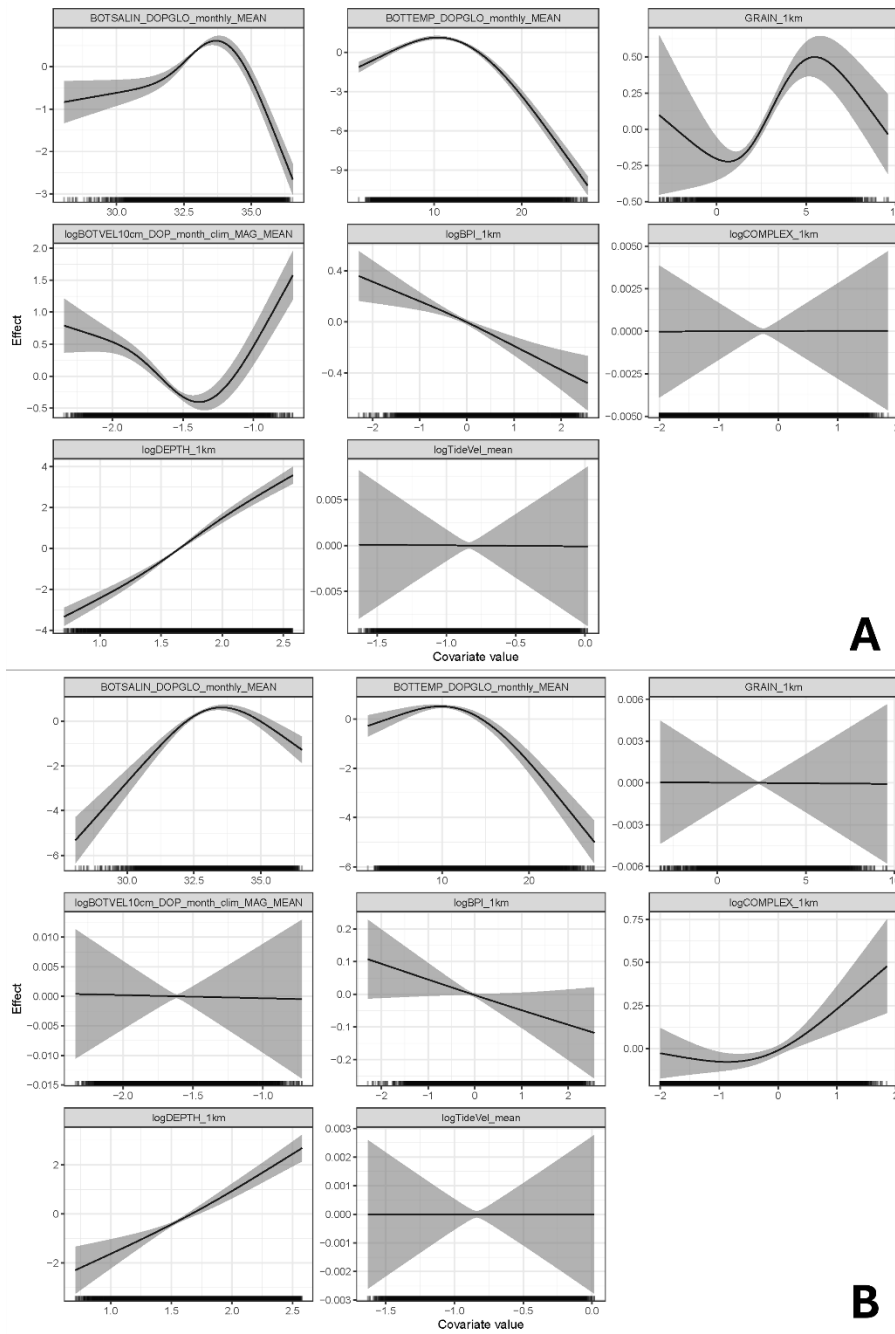 BOTSALIN_DOPGLO_monthly_MEAN BOTTEMP_DOPGLO_monthly_MEAN GRAIN_1km
0
−1
−2
−3
30.0 32.5 35.0
0
−3
−6
−9
10 20
0.50
0.25
0.00
−0.25
−0.50
0 5 10
logBOTVEL10cm_DOP_month_clim_MAG_MEAN logBPI_1km logCOMPLEX_1km
2.0
1.5
1.0
0.5
0.0
−0.5
−2.0 −1.5 −1.0
0.4
0.0
−0.4
−2 −1 0 1 2
0.0050
0.0025
0.0000
−0.0025
−0.0050
−2 −1 0 1 2
Effect
logDEPTH_1km logTideVel_mean
4
2
0
−2
−4
1.0 1.5 2.0 2.5
0.005
0.000
−0.005
−1.5 −1.0 −0.5 0.0
Covariate value
A
BOTSALIN_DOPGLO_monthly_MEAN BOTTEMP_DOPGLO_monthly_MEAN GRAIN_1km
0
−2
−4
−6
30.0 32.5 35.0
0
−2
−4
−6
10 20
0.006
0.003
0.000
−0.003
−0.006
0 5 10
logBOTVEL10cm_DOP_month_clim_MAG_MEAN logBPI_1km logCOMPLEX_1km
0.010
0.005
0.000
−0.005
−0.010
−0.015
−2.0 −1.5 −1.0
0.2
0.1
0.0
−0.1
−0.2
−2 −1 0 1 2
0.75
0.50
0.25
0.00
−2 −1 0 1 2
Effect
logDEPTH_1km logTideVel_mean
2
0
−2
1.0 1.5 2.0 2.5
0.003
0.002
0.001
0.000
−0.001
−0.002
−0.003
−1.5 −1.0 −0.5 0.0
Covariate value
B